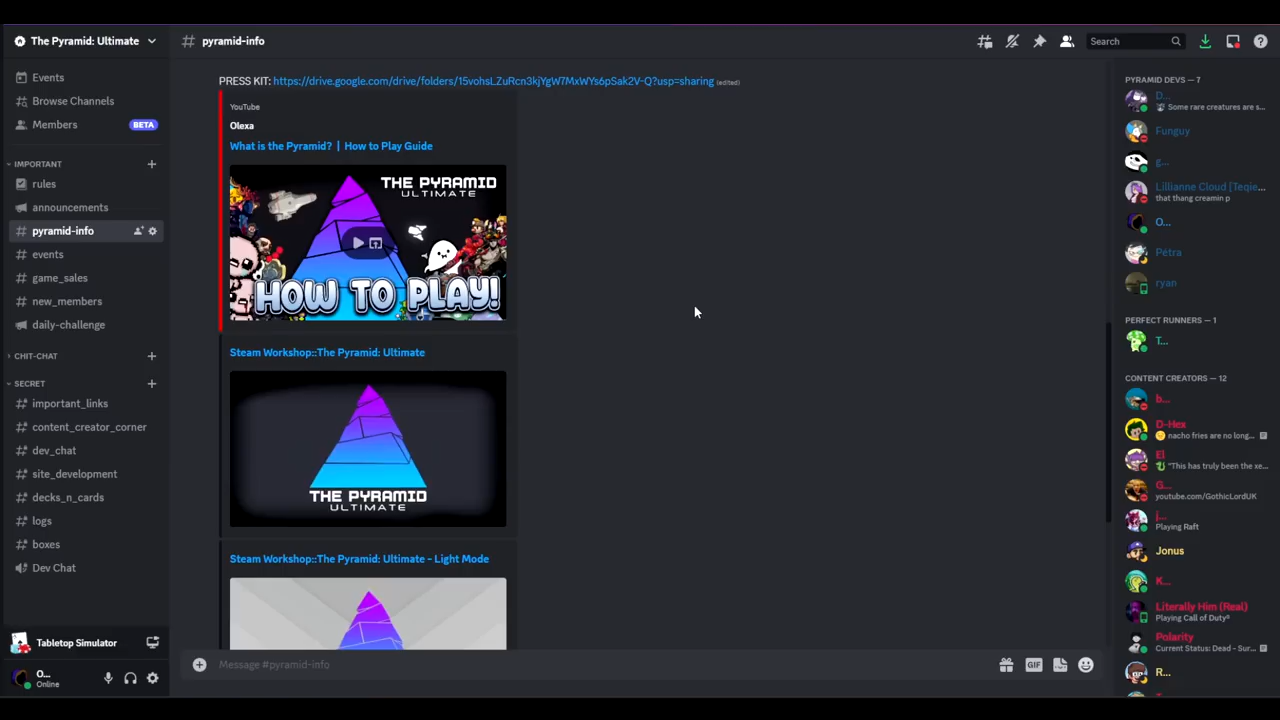 The Pyramid: Ultimate
Events
Browse Channels
Members
BETA
IMPORTANT
rules
announcements
pyramid-info
events
game_sales
new_members
daily-challenge
CHIT-CHAT
SECRET
important_links
content_creator_corner
dev_chat
site_development
decks_n_cards
logs
boxes
Dev Chat
Tabletop Simulator
O...
Online
pyramid-info
Search
PRESS KIT: https://drive.google.com/drive/folders/15vohsLZuRcn3kjYgW7MxWYs6pSak2V-Q?usp=sharing (edited)
YouTube
Olexa
What is the Pyramid? | How to Play Guide
THE PYRAMID
ULTIMATE
HOW TO PLAY!
Steam Workshop::The Pyramid: Ultimate
THE PYRAMID
ULTIMATE
Steam Workshop::The Pyramid: Ultimate - Light Mode
Message #pyramid-info
GIF
PYRAMID DEVS — 7
D...
Some rare creatures are s...
Funguy
g...
Lillianne Cloud [Teqie...
that thang creamin p
O...
Petra
ryan
PERFECT RUNNERS — 1
T...
CONTENT CREATORS — 12
b...
D-Hex
nacho fries are no long...
El
"This has truly been the xe...
G...
youtube.com/GothicLordUK
j...
Playing Raft
Jonus
K...
Literally Him (Real)
Playing Call of Duty®
Polarity
Current Status: Dead - Sur...
R...